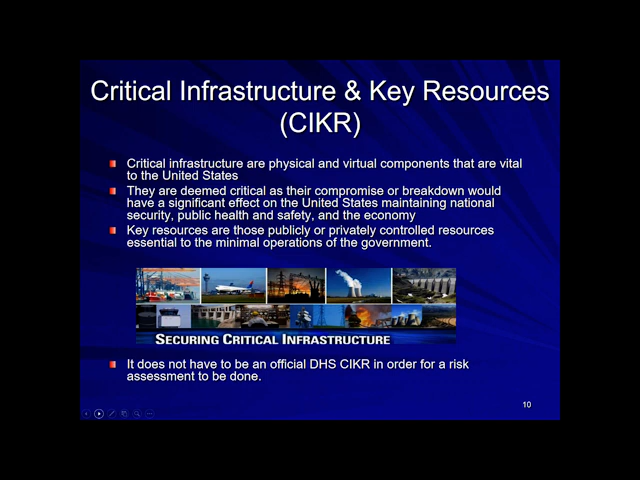 Critical Infrastructure & Key Resources
(CIKR)
Critical infrastructure are physical and virtual components that are vital
to the United States
They are deemed critical as their compromise or breakdown would
have a significant effect on the United States maintaining national
security, public health and safety, and the economy
Key resources are those publicly or privately controlled resources
essential to the minimal operations of the government.
SECURING CRITICAL INFRASTRUCTURE
It does not have to be an official DHS CIKR in order for a risk
assessment to be done.
10